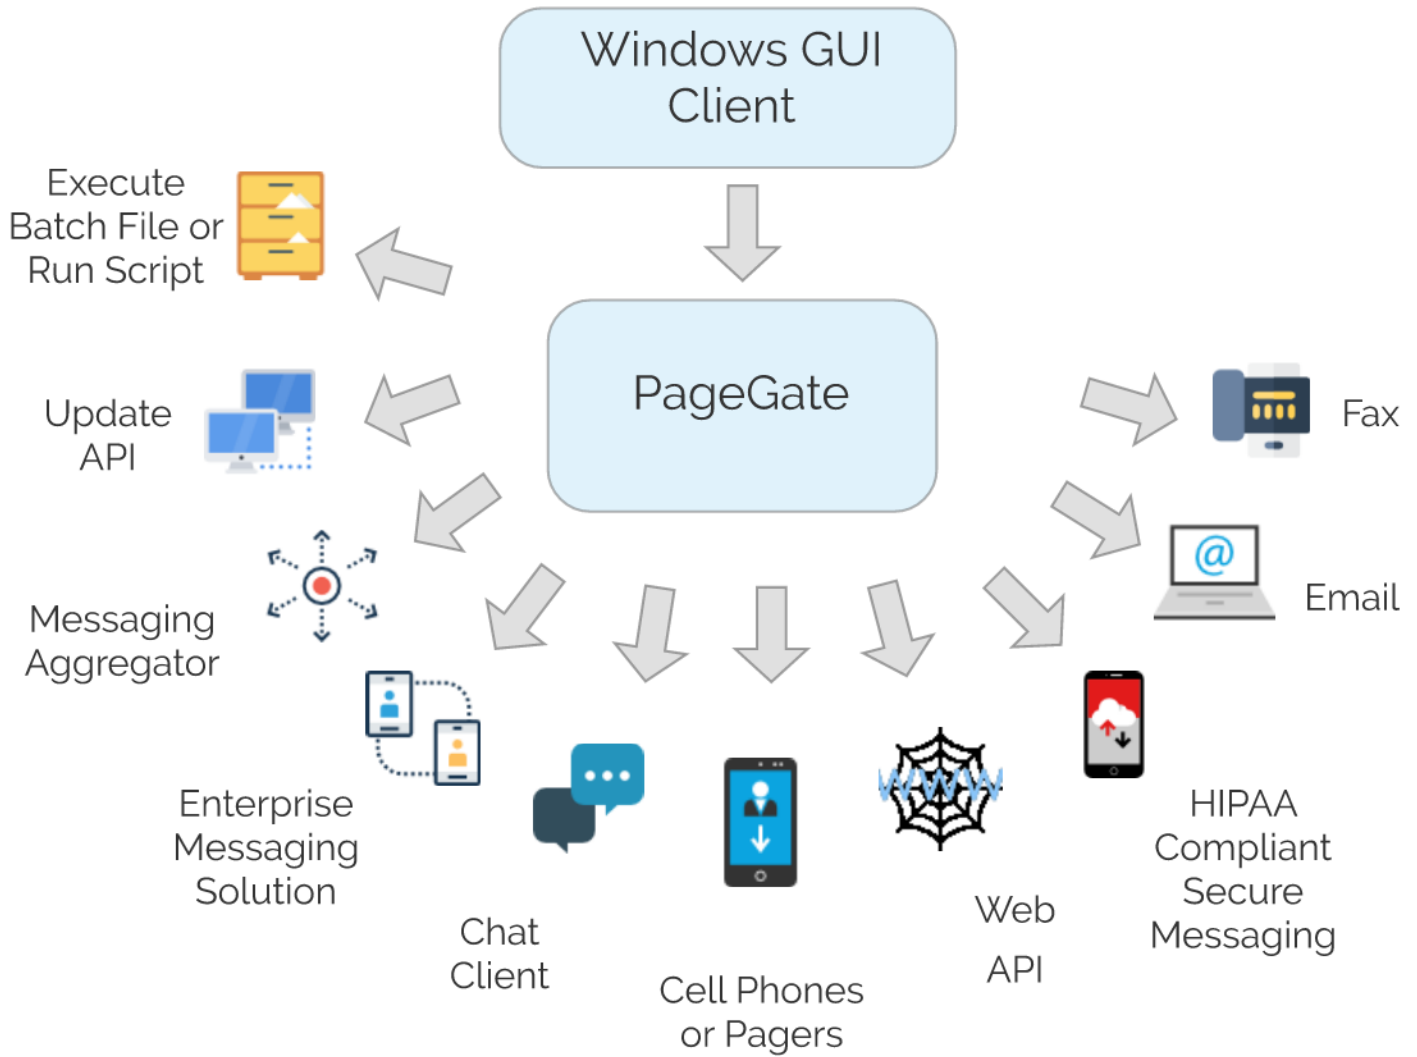 Windows GUI
Client
Execute
Batch File or
Run Script
PageGate
Update
API
Fax
@
Email
Messaging
Aggregator
WWW
Enterprise
Messaging
Solution
HIPAA
Compliant
Secure
Messaging
Chat
Client
Web
API
Cell Phones
or Pagers